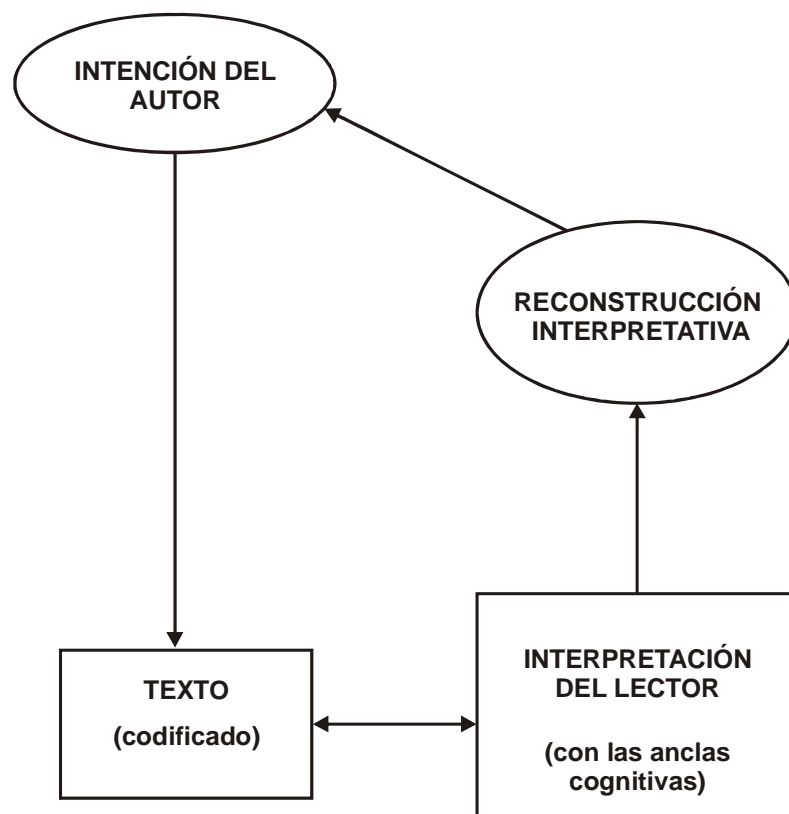 INTENCIÓN DEL
AUTOR
RECONSTRUCCIÓN
INTERPRETATIVA
TEXTO
(codificado)
INTERPRETACIÓN
DEL LECTOR
(con las anclas
cognitivas)